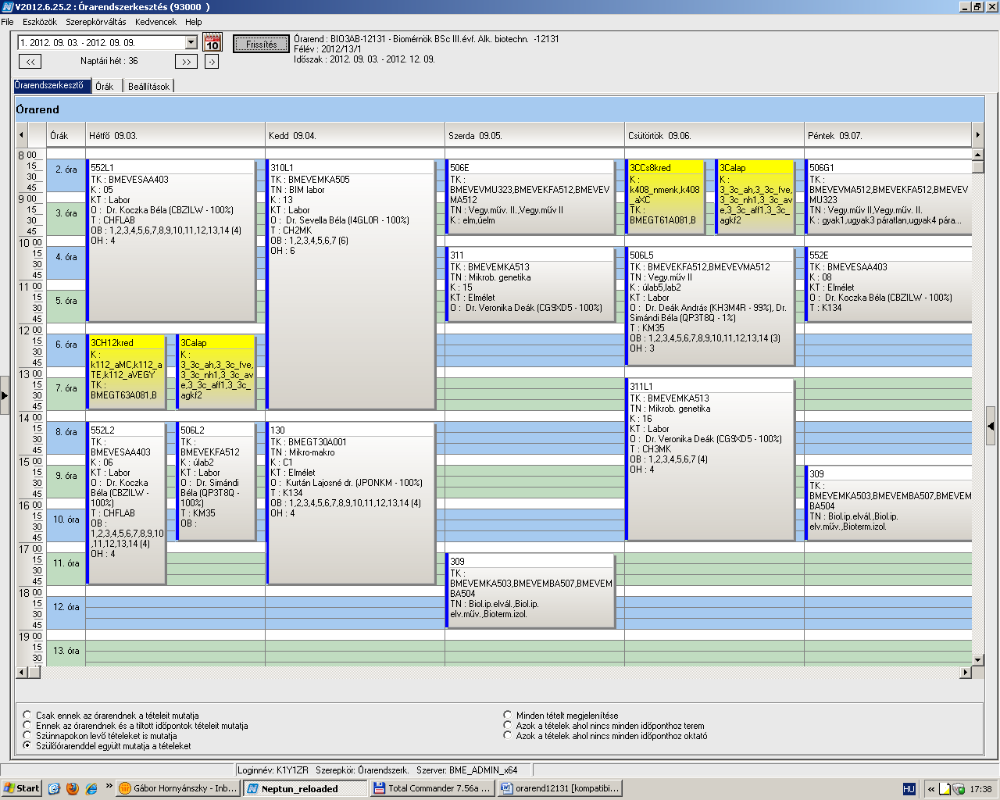 V2012.6.25.2 : Órarendszerkesztés (93000 )
File Eszközök Szerepkörváltás Kedvencek Help
1. 2012. 09. 03. - 2012. 09. 09.
10
Frissítés
Órarend : BIO3AB-12131 - Biomérnök BSc III.évf. Alk. biotechn. -12131
Félév : 2012/13/1
Időszak : 2012. 09. 03. - 2012. 12. 09.
<< Naptári hét : 36 >> ->
Órarendszerkesztő Órák Beállítások
Órarend
Órák Hétfő 09.03. Kedd 09.04. Szerda 09.05. Csütörtök 09.06. Péntek 09.07.
8 00
15
30
45
9 00
15
30
45
10 00
15
30
45
11 00
15
30
45
12 00
15
30
45
13 00
15
30
45
14 00
15
30
45
15 00
15
30
45
16 00
15
30
45
17 00
15
30
45
18 00
15
30
45
19 00
15
30
2. óra
3. óra
4. óra
5. óra
6. óra
7. óra
8. óra
9. óra
10. óra
11. óra
12. óra
13. óra
552L1
TK : BMEVESAA403
K : 05
KT : Labor
O : Dr. Koczka Béla (CBZILW - 100%)
T : CHFLAB
OB : 1,2,3,4,5,6,7,8,9,10,11,12,13,14 (4)
OH : 4
3CH12kred
K :
k112_aMC,k112_a
TE,k112_aVEGY
TK :
BMEGT63A081,B
3Calap
K :
3_3c_ah,3_3c_fve,
3_3c_nh1,3_3c_av
e,3_3c_aff1,3_3c_
agkf2
552L2
TK :
BMEVESAA403
K : 06
KT : Labor
O : Dr. Koczka
Béla (CBZILW -
100%)
T : CHFLAB
OB :
1,2,3,4,5,6,7,8,9,10
,11,12,13,14 (4)
OH : 4
506L2
TK :
BMEVEKFA512
K : úlab2
KT : Labor
O : Dr. Simándi
Béla (QP3T8Q -
100%)
T : KM35
OB :
310L1
TK : BMEVEMKA505
TN : BIM labor
K : 13
KT : Labor
O : Dr. Sevella Béla (I4GL0R - 100%)
T : CH2MK
OB : 1,2,3,4,5,6,7 (6)
OH : 6
130
TK : BMEGT30A001
TN : Mikro-makro
K : C1
KT : Elmélet
O : Kurtán Lajosné dr. (JPONKM - 100%)
T : K134
OB : 1,2,3,4,5,6,7,8,9,10,11,12,13,14 (4)
OH : 4
506E
TK :
BMEVEVMU323,BMEVEKFA512,BMEVEV
MA512
TN : Vegy.műv. II.,Vegy.műv II
K : elm,úelm
311
TK : BMEVEMKA513
TN : Mikrob. genetika
K : 15
KT : Elmélet
O : Dr. Veronika Deák (CG9XD5 - 100%)
309
TK :
BMEVEMKA503,BMEVEMBA507,BMEVEM
BA504
TN : Biol.ip.elvál.,Biol.ip.
elv.műv.,Bioterm.izol.
3CCs8kred
K :
k408_nmenk,k408
_aXC
TK :
BMEGT61A081,B
3Calap
K :
3_3c_ah,3_3c_fve,
3_3c_nh1,3_3c_av
e,3_3c_aff1,3_3c_
agkf2
506L5
TK : BMEVEKFA512,BMEVEVMA512
TN : Vegy.műv II
K : úlab5,lab2
KT : Labor
O : Dr. Deák András (KH3M4R - 99%), Dr.
Simándi Béla (QP3T8Q - 1%)
T : KM35
OB : 1,2,3,4,5,6,7,8,9,10,11,12,13,14 (3)
OH : 3
311L1
TK : BMEVEMKA513
TN : Mikrob. genetika
K : 16
KT : Labor
O : Dr. Veronika Deák (CG9XD5 - 100%)
T : CH3MK
OB : 1,2,3,4,5,6,7 (4)
OH : 4
506G1
TK :
BMEVEVMA512,BMEVEKFA512,BMEVEV
MU323
TN : Vegy.műv II,Vegy.műv. II.
K : gyak1,ugyak3 páratlan,ugyak4 pára...
552E
TK : BMEVESAA403
K : 08
KT : Elmélet
O : Dr. Koczka Béla (CBZILW - 100%)
T : K134
309
TK :
BMEVEMKA503,BMEVEMBA507,BMEVEM
BA504
TN : Biol.ip.elvál.,Biol.ip.
elv.műv.,Bioterm.izol.
Csak ennek az órarendnek a tételeit mutatja
Ennek az órarendnek és a tiltott időpontok tételeit mutatja
Szünnapokon levő tételeket is mutatja
Szülőórarenddel együtt mutatja a tételeket
Minden tételt megjelenítése
Azok a tételek ahol nincs minden időponthoz terem
Azok a tételek ahol nincs minden időponthoz oktató
Loginnév: K1Y1ZR Szerepkör: Órarendszerk. Szerver: BME_ADMIN_x64
Start » Gábor Hornyánszky - Inb... Neptun_reloaded Total Commander 7.56a ... orarend12131 [kompatibi... HU « 17:38